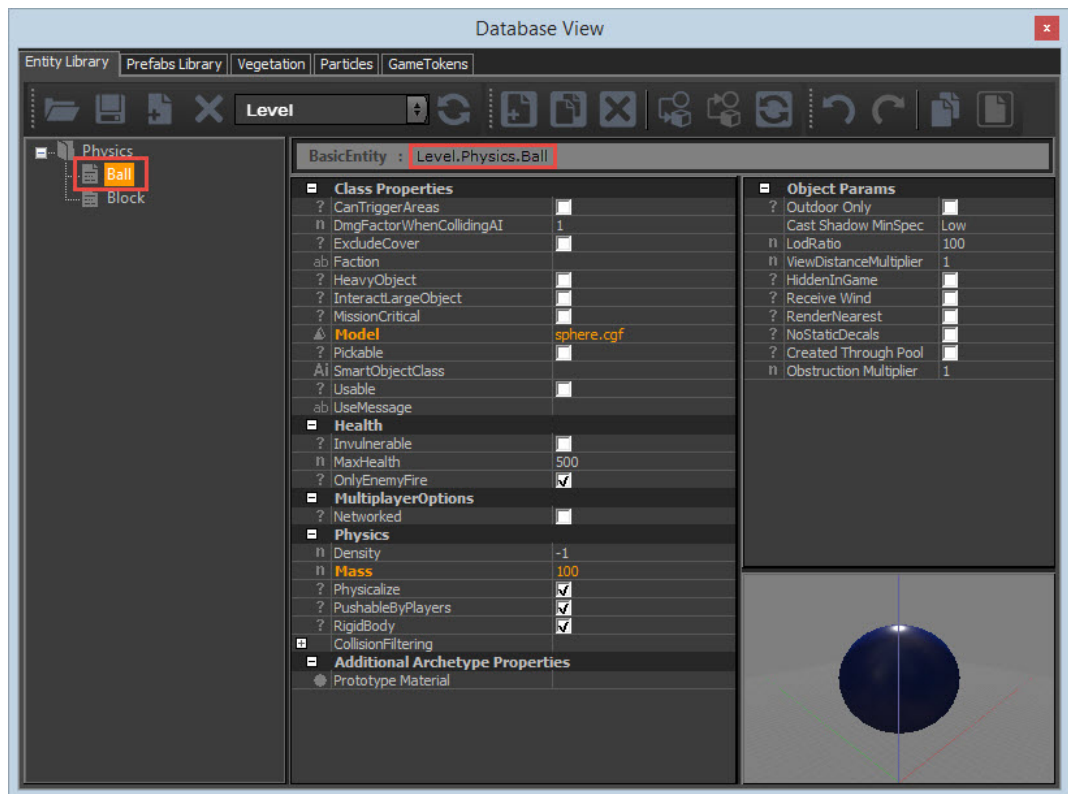 Database View
x
Entity Library Prefabs Library Vegetation Particles GameTokens
Level
Physics
Ball
Block
BasicEntity : Level.Physics.Ball
Class Properties
? CanTriggerAreas
n DmgFactorWhenCollidingAI 1
? ExcludeCover
ab Faction
? HeavyObject
? InteractLargeObject
? MissionCritical
Model sphere.cgf
? Pickable
Ai SmartObjectClass
? Usable
ab UseMessage
Health
? Invulnerable
n MaxHealth 500
? OnlyEnemyFire
MultiplayerOptions
? Networked
Physics
n Density -1
n Mass 100
? Physicalize
? PushableByPlayers
? RigidBody
CollisionFiltering
Additional Archetype Properties
Prototype Material
Object Params
? Outdoor Only
Cast Shadow MinSpec Low
n LodRatio 100
n ViewDistanceMultiplier 1
? HiddenInGame
? Receive Wind
? RenderNearest
? NoStaticDecals
? Created Through Pool
n Obstruction Multiplier 1